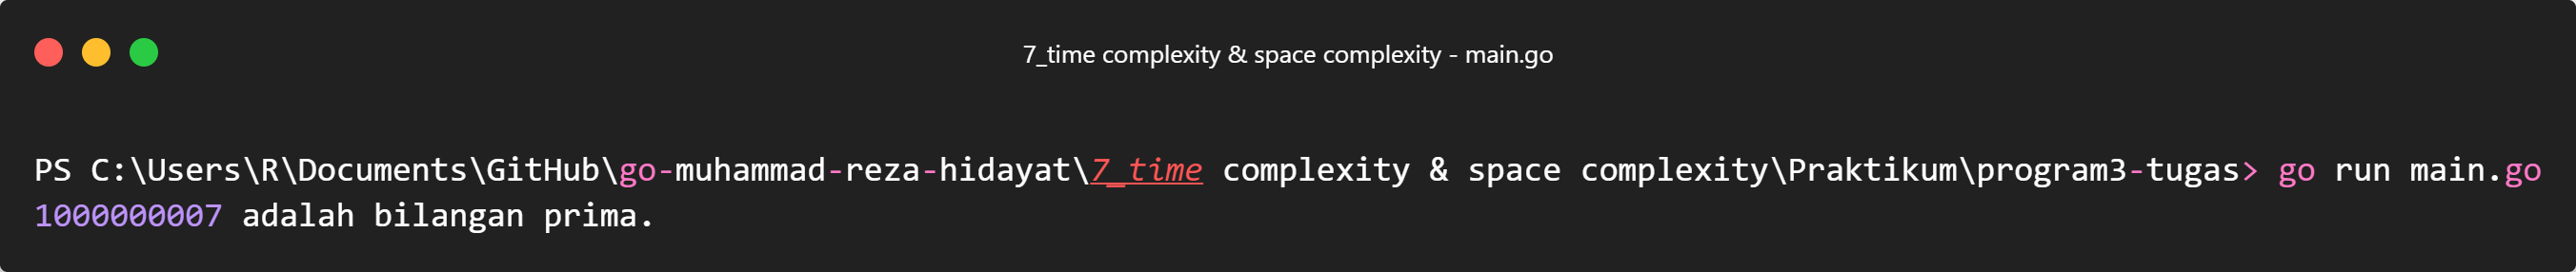 7_time complexity & space complexity - main.go
PS C:\Users\R\Documents\GitHub\go-muhammad-reza-hidayat\7_time complexity & space complexity\Praktikum\program3-tugas> go run main.go
1000000007 adalah bilangan prima.